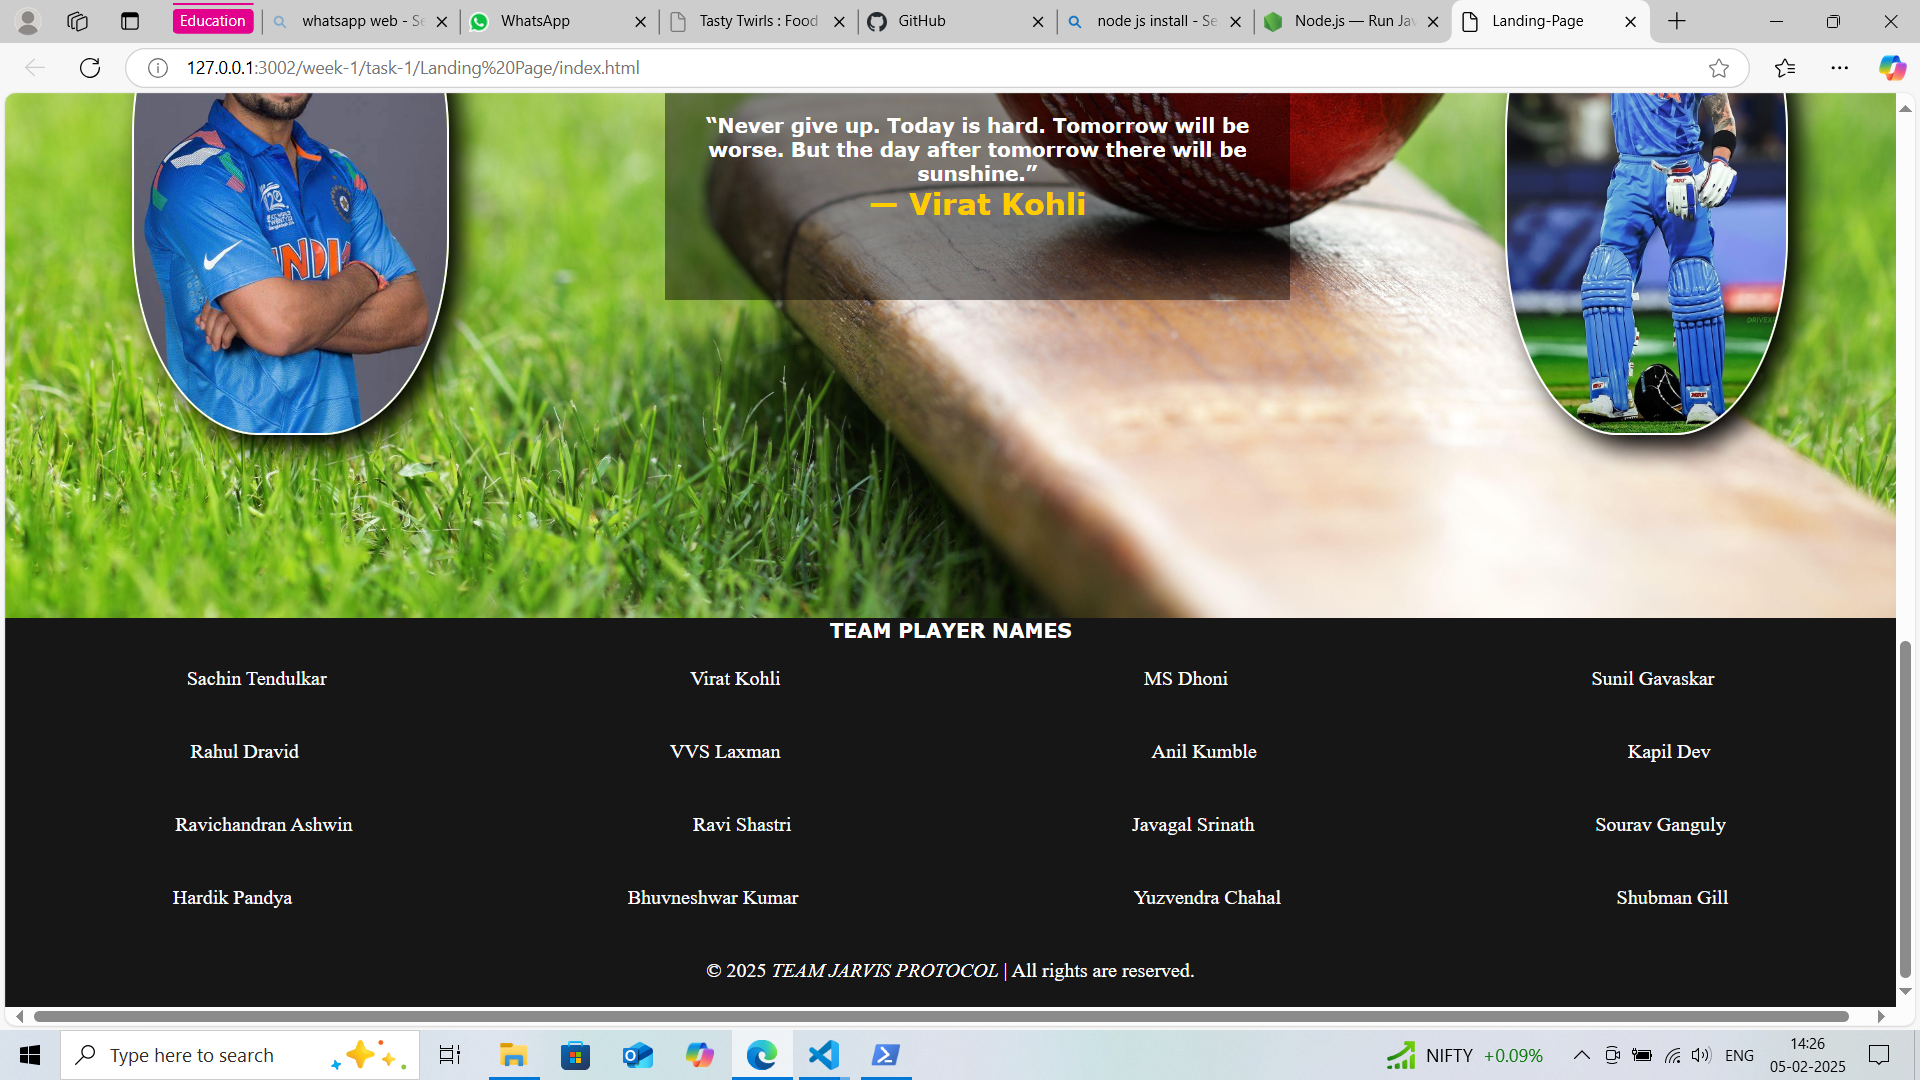 Education
whatsapp web - Se
WhatsApp
Tasty Twirls : Food
GitHub
node js install - Se
Node.js — Run Jav
Landing-Page
127.0.0.1:3002/week-1/task-1/Landing%20Page/index.html
“Never give up. Today is hard. Tomorrow will be
worse. But the day after tomorrow there will be
sunshine.”
— Virat Kohli
INDI
TEAM PLAYER NAMES
Sachin Tendulkar Virat Kohli MS Dhoni Sunil Gavaskar
Rahul Dravid VVS Laxman Anil Kumble Kapil Dev
Ravichandran Ashwin Ravi Shastri Javagal Srinath Sourav Ganguly
Hardik Pandya Bhuvneshwar Kumar Yuzvendra Chahal Shubman Gill
© 2025 TEAM JARVIS PROTOCOL | All rights are reserved.
Type here to search
NIFTY +0.09%
ENG
14:26
05-02-2025